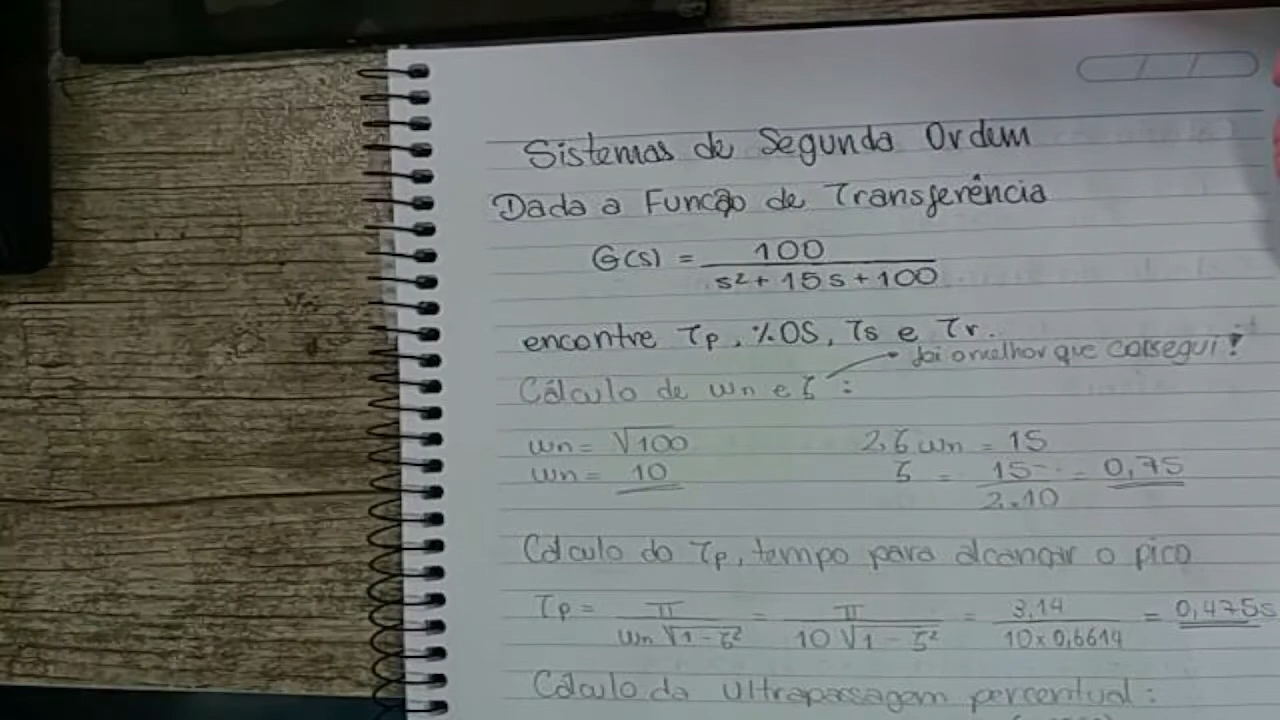 Sistemas de Segunda Ordem
Dada a Função de Transferência
G(s) = 100 / s² + 15s + 100
encontre Tp, %OS, Ts e Tr.
foi o melhor que consegui!
Cálculo de wn e ζ :
wn = √100 2.ζ wn = 15
wn = 10 ζ = 15 / 2.10 = 0,75
Cálculo do Tp, tempo para alcançar o pico
Tp = π / wn √1-ζ² = π / 10 √1-ζ² = 3,14 / 10x0,6614 = 0,475s
Cálculo da Ultrapassagem percentual: